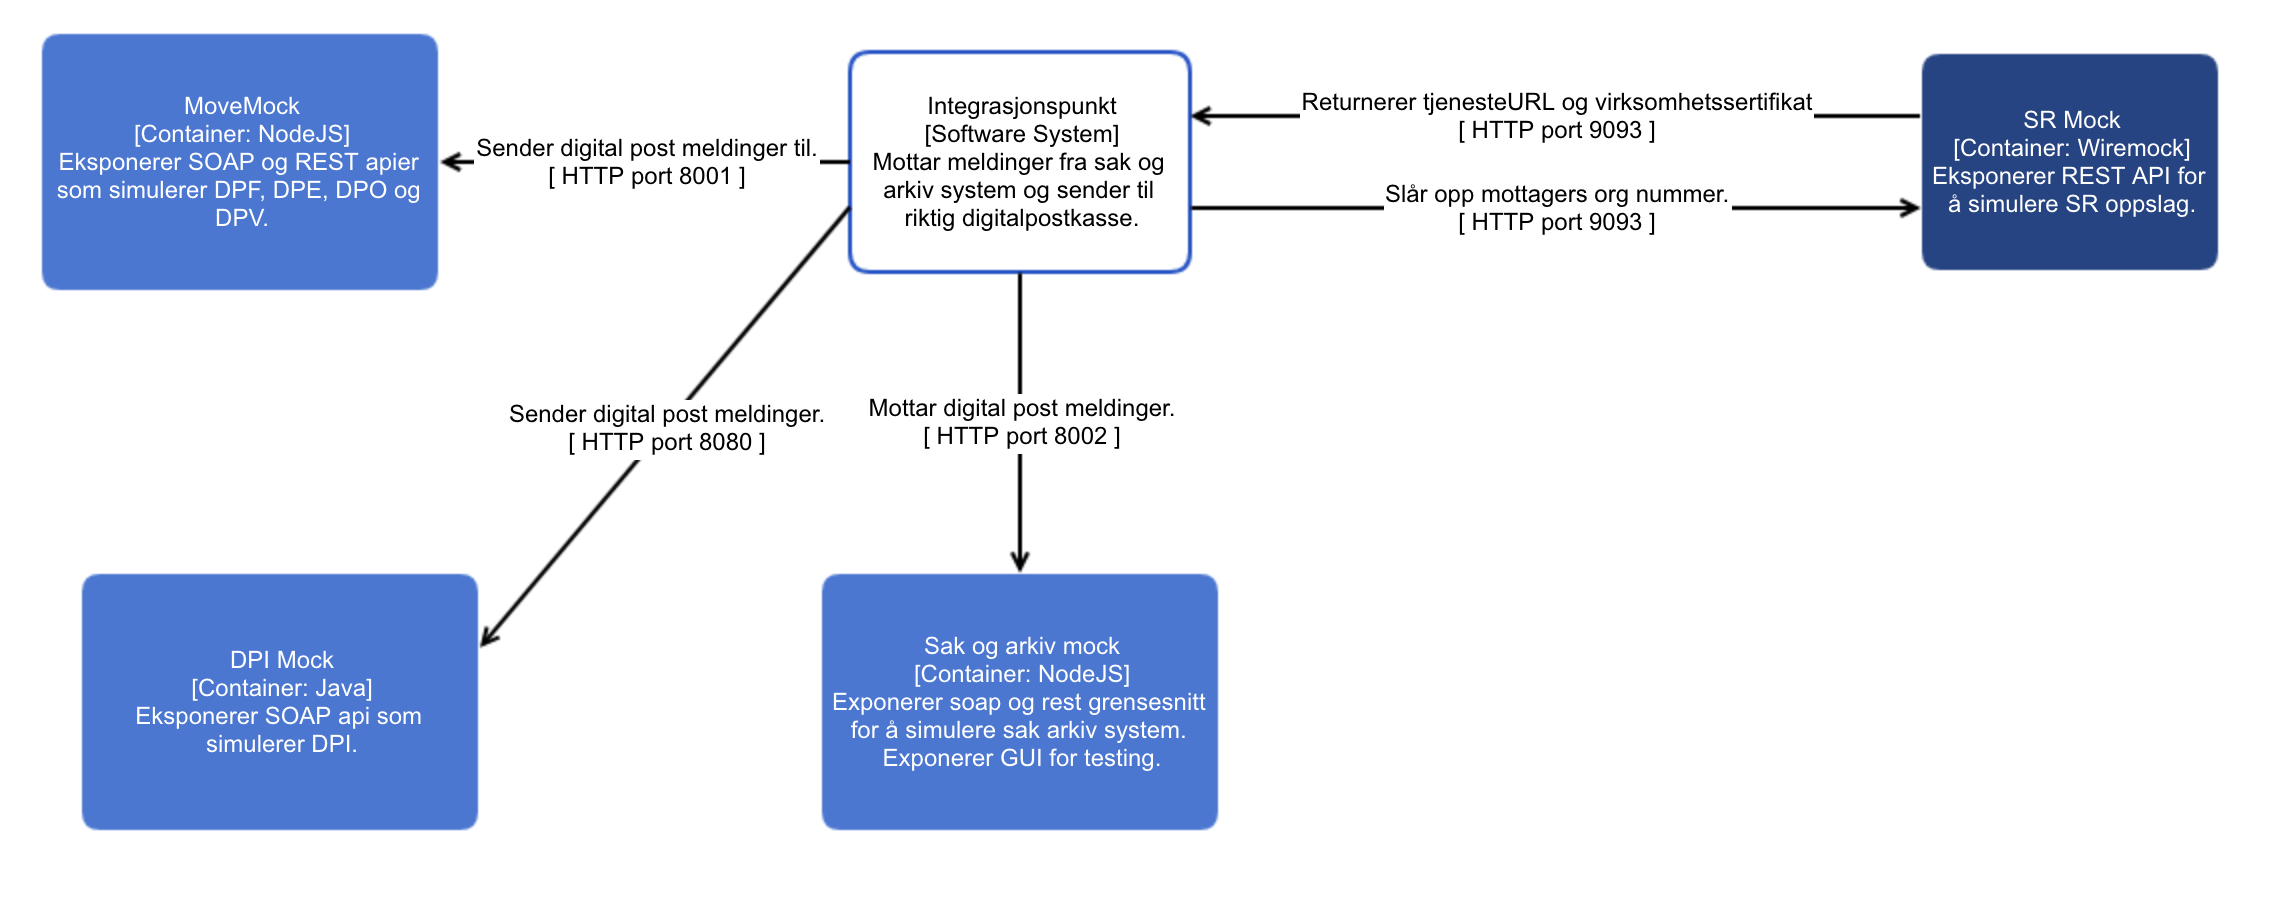 MoveMock
[Container: NodeJS]
Eksponerer SOAP og REST apier
som simulerer DPF, DPE, DPO og
DPV.
Sender digital post meldinger til.
[ HTTP port 8001 ]
Integrasjonspunkt
[Software System]
Mottar meldinger fra sak og
arkiv system og sender til
riktig digitalpostkasse.
Returnerer tjenesteURL og virksomhetssertifikat
[ HTTP port 9093 ]
Slår opp mottagers org nummer.
[ HTTP port 9093 ]
SR Mock
[Container: Wiremock]
Eksponerer REST API for
å simulere SR oppslag.
Sender digital post meldinger.
[ HTTP port 8080 ]
Mottar digital post meldinger.
[ HTTP port 8002 ]
DPI Mock
[Container: Java]
Eksponerer SOAP api som
simulerer DPI.
Sak og arkiv mock
[Container: NodeJS]
Exponerer soap og rest grensesnitt
for å simulere sak arkiv system.
Exponerer GUI for testing.